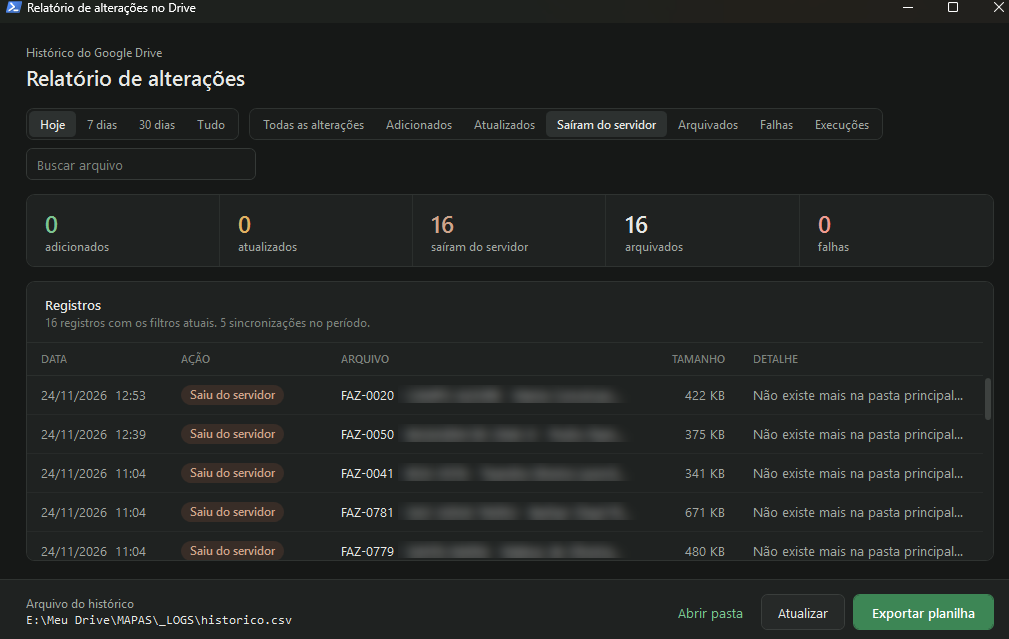 Relatório de alterações no Drive
Histórico do Google Drive
Relatório de alterações
Hoje 7 dias 30 dias Tudo Todas as alterações Adicionados Atualizados Saíram do servidor Arquivados Falhas Execuções
Buscar arquivo
0 0 16 16 0
adicionados atualizados saíram do servidor arquivados falhas
Registros
16 registros com os filtros atuais. 5 sincronizações no período.
DATA AÇÃO ARQUIVO TAMANHO DETALHE
24/11/2026 12:53 Saiu do servidor FAZ-0020 422 KB Não existe mais na pasta principal...
24/11/2026 12:39 Saiu do servidor FAZ-0050 375 KB Não existe mais na pasta principal...
24/11/2026 11:04 Saiu do servidor FAZ-0041 341 KB Não existe mais na pasta principal...
24/11/2026 11:04 Saiu do servidor FAZ-0781 671 KB Não existe mais na pasta principal...
24/11/2026 11:04 Saiu do servidor FAZ-0779 480 KB Não existe mais na pasta principal...
Arquivo do histórico
E:\Meu Drive\MAPAS\_LOGS\historico.csv
Abrir pasta Atualizar Exportar planilha